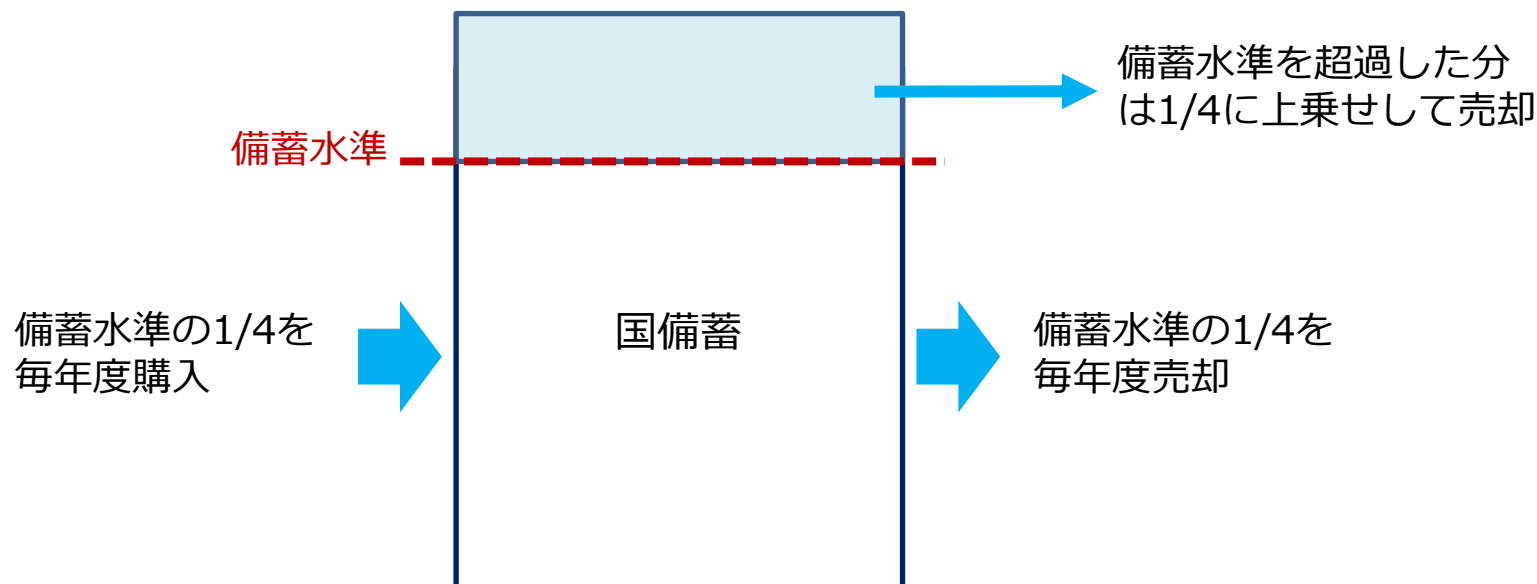 備蓄水準を超過した分
は1/4に上乗せして売却
備蓄水準
備蓄水準の1/4を
毎年度購入
国備蓄
備蓄水準の1/4を
毎年度売却